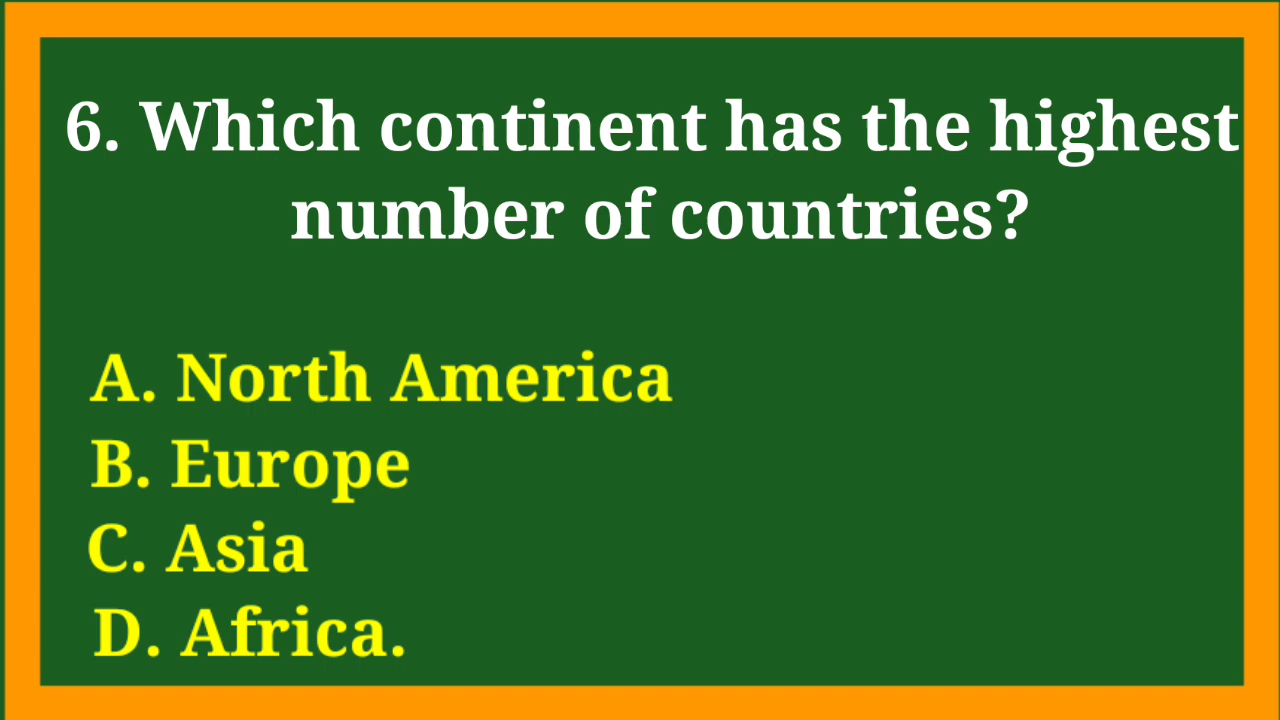 6. Which continent has the highest
number of countries?
A. North America
B. Europe
C. Asia
D. Africa.